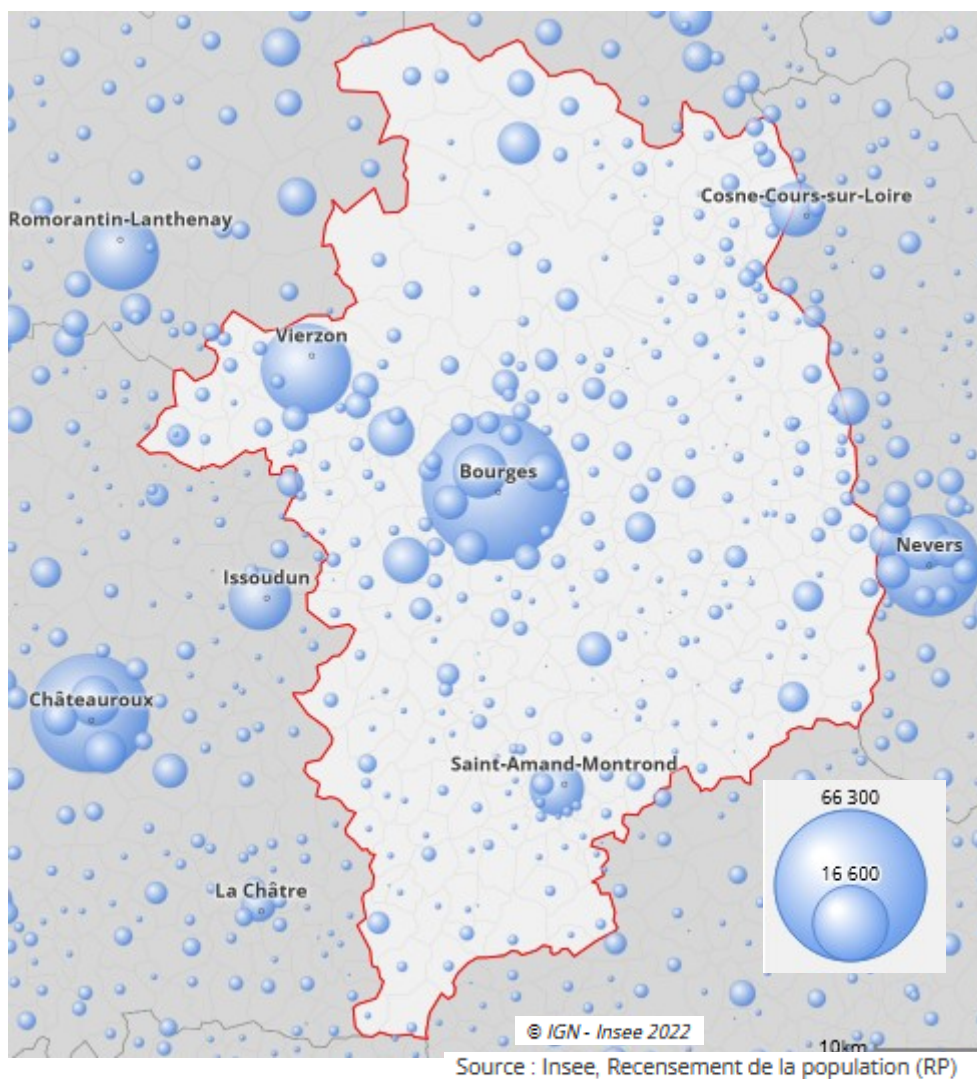 Romorantin-Lanthenay
Cosne-Cours-sur-Loire
Vierzon
Bourges
Nevers
Issoudun
Châteauroux
Saint-Amand-Montrond
66 300
16 600
La Châtre
© IGN - Insee 2022
10km
Source : Insee, Recensement de la population (RP)